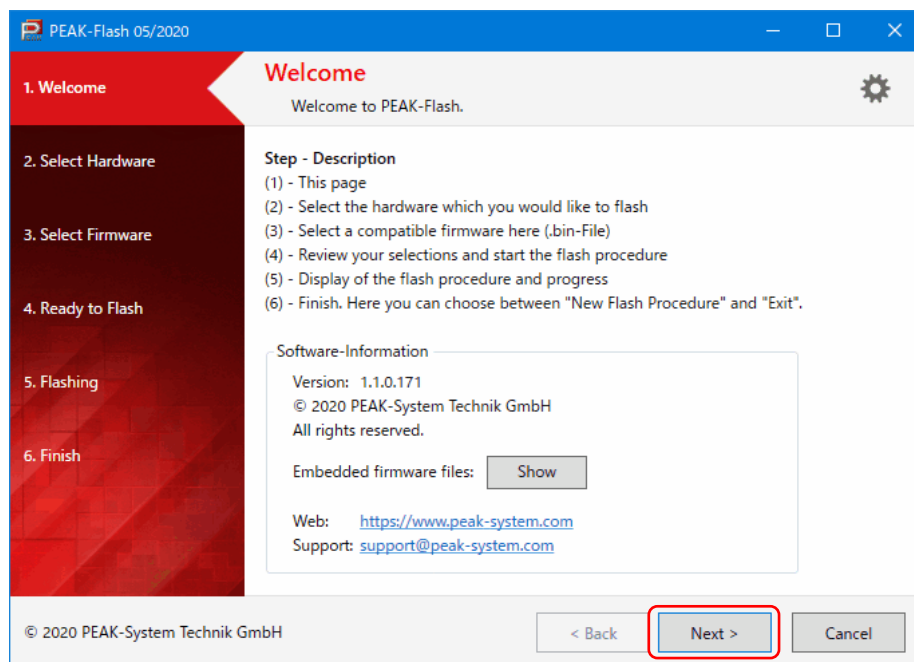 PEAK-Flash 05/2020
1. Welcome
2. Select Hardware
3. Select Firmware
4. Ready to Flash
5. Flashing
6. Finish
Welcome
Welcome to PEAK-Flash.
Step - Description
(1) - This page
(2) - Select the hardware which you would like to flash
(3) - Select a compatible firmware here (.bin-File)
(4) - Review your selections and start the flash procedure
(5) - Display of the flash procedure and progress
(6) - Finish. Here you can choose between "New Flash Procedure" and "Exit".
Software-Information
Version: 1.1.0.171
© 2020 PEAK-System Technik GmbH
All rights reserved.
Embedded firmware files: Show
Web: https://www.peak-system.com
Support: support@peak-system.com
© 2020 PEAK-System Technik GmbH < Back Next > Cancel